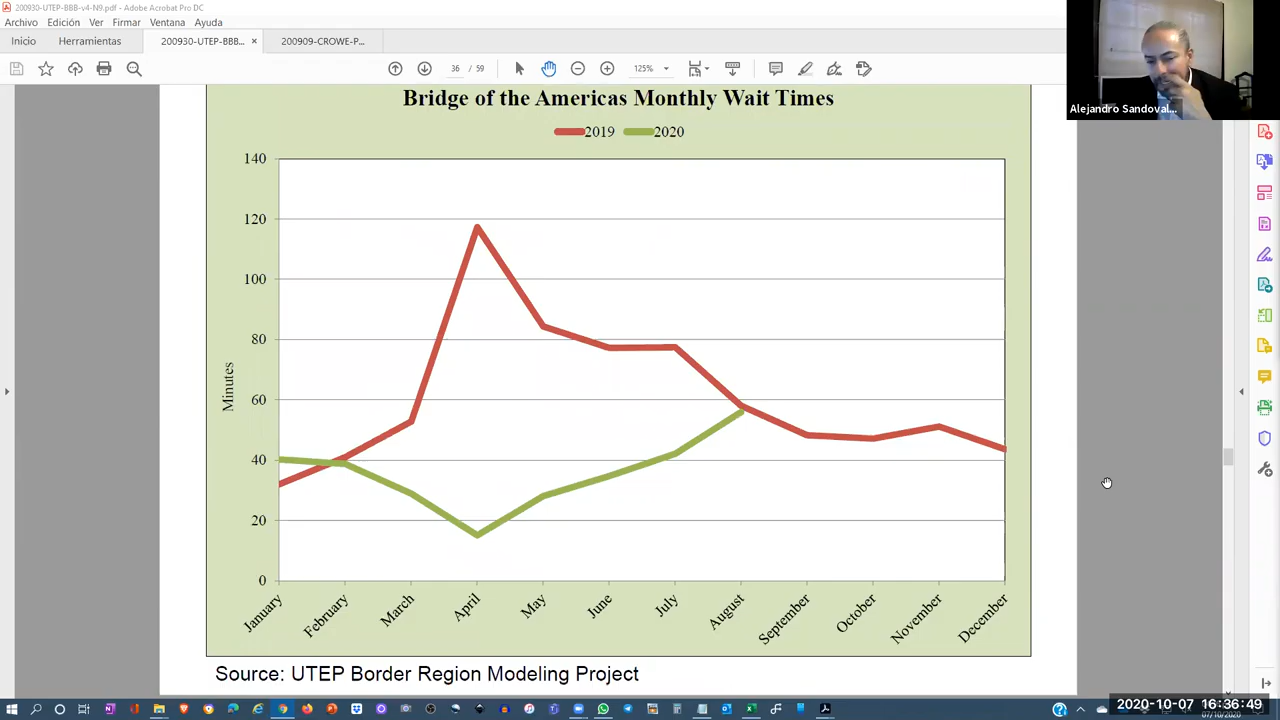 200930-UTEP-BBB-v4-N9.pdf - Adobe Acrobat Pro DC
Archivo Edición Ver Firmar Ventana Ayuda
Inicio Herramientas 200930-UTEP-BBB... × 200909-CROWE-P...
36 / 59 125%
Alejandro Sandoval...
Bridge of the Americas Monthly Wait Times
2019 2020
140
120
100
80
60
40
20
0
Minutes
January February March April May June July August September October November December
Source: UTEP Border Region Modeling Project
2020-10-07 16:36:49
07/10/2020